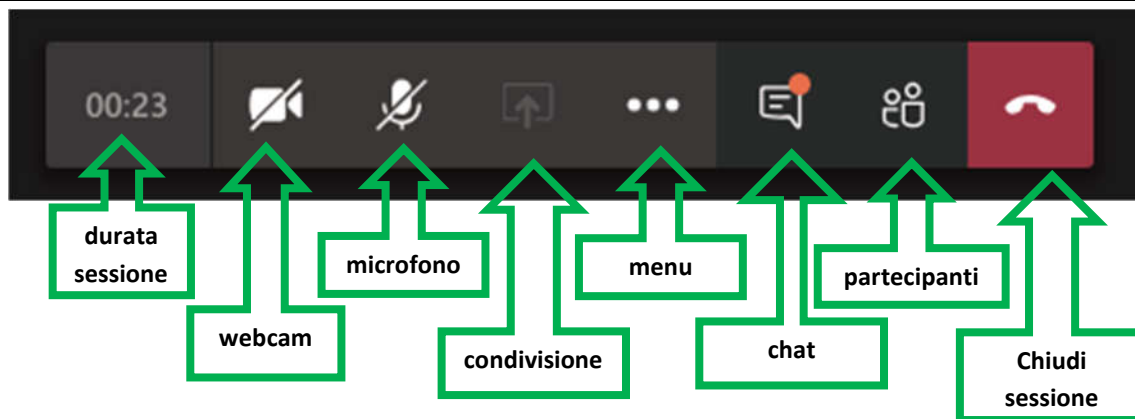 00:23
durata
sessione
webcam
microfono
condivisione
menu
chat
partecipanti
Chiudi
sessione